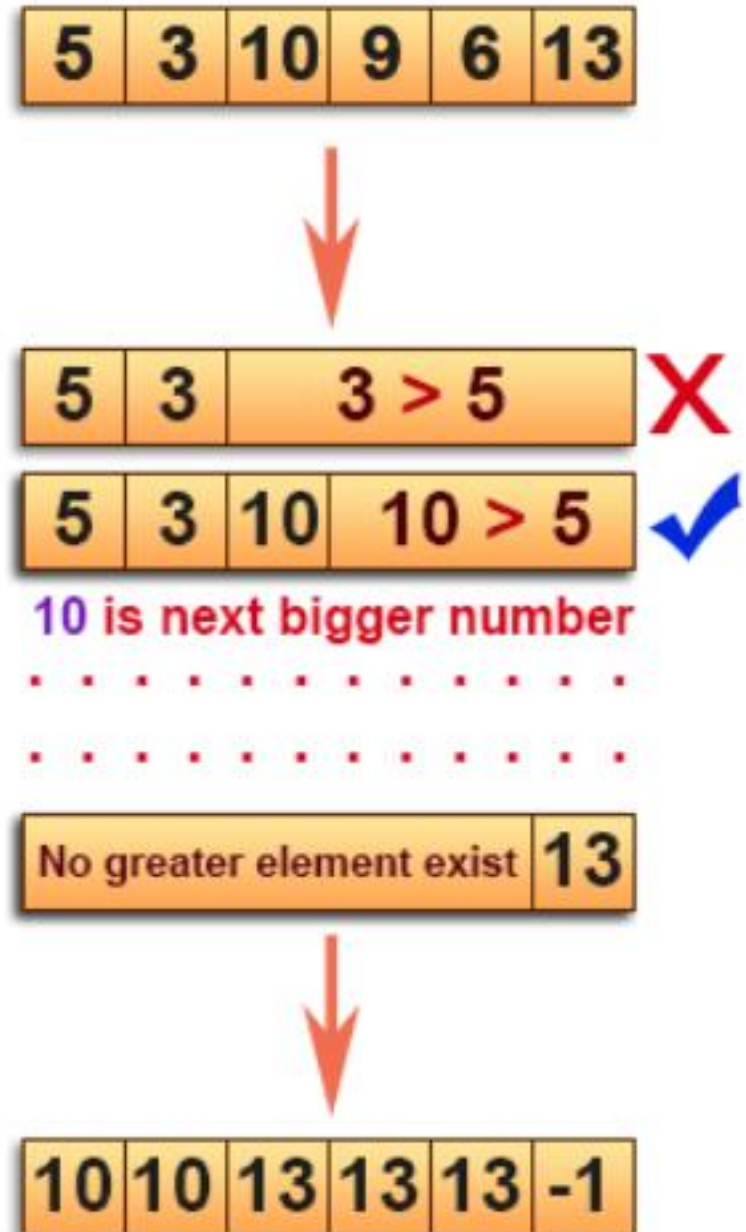 5 3 10 9 6 13
5 3 3 > 5 X
5 3 10 10 > 5 ✓
10 is next bigger number
. . . . . . . . . . . .
. . . . . . . . . . . .
No greater element exist 13
10 10 13 13 13 -1